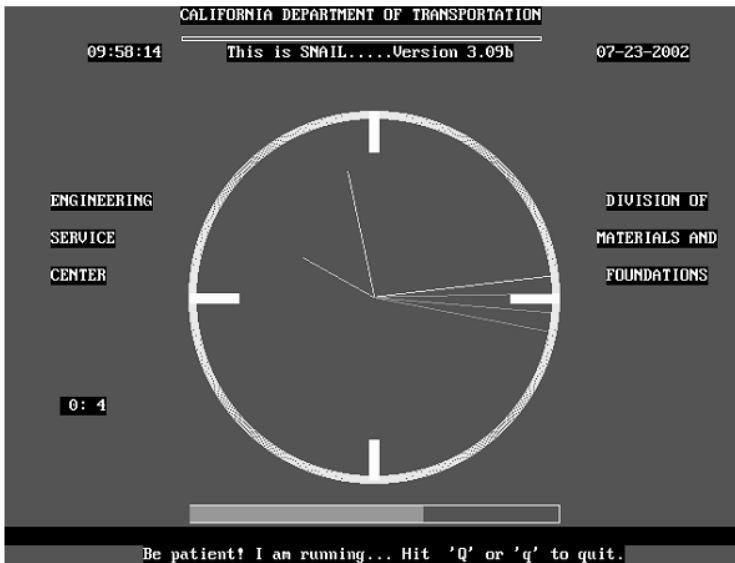 CALIFORNIA DEPARTMENT OF TRANSPORTATION
09:58:14 This is SNAIL.....Version 3.09b 07-23-2002
ENGINEERING DIVISION OF
SERVICE MATERIALS AND
CENTER FOUNDATIONS
0: 4
Be patient! I am running... Hit 'Q' or 'q' to quit.